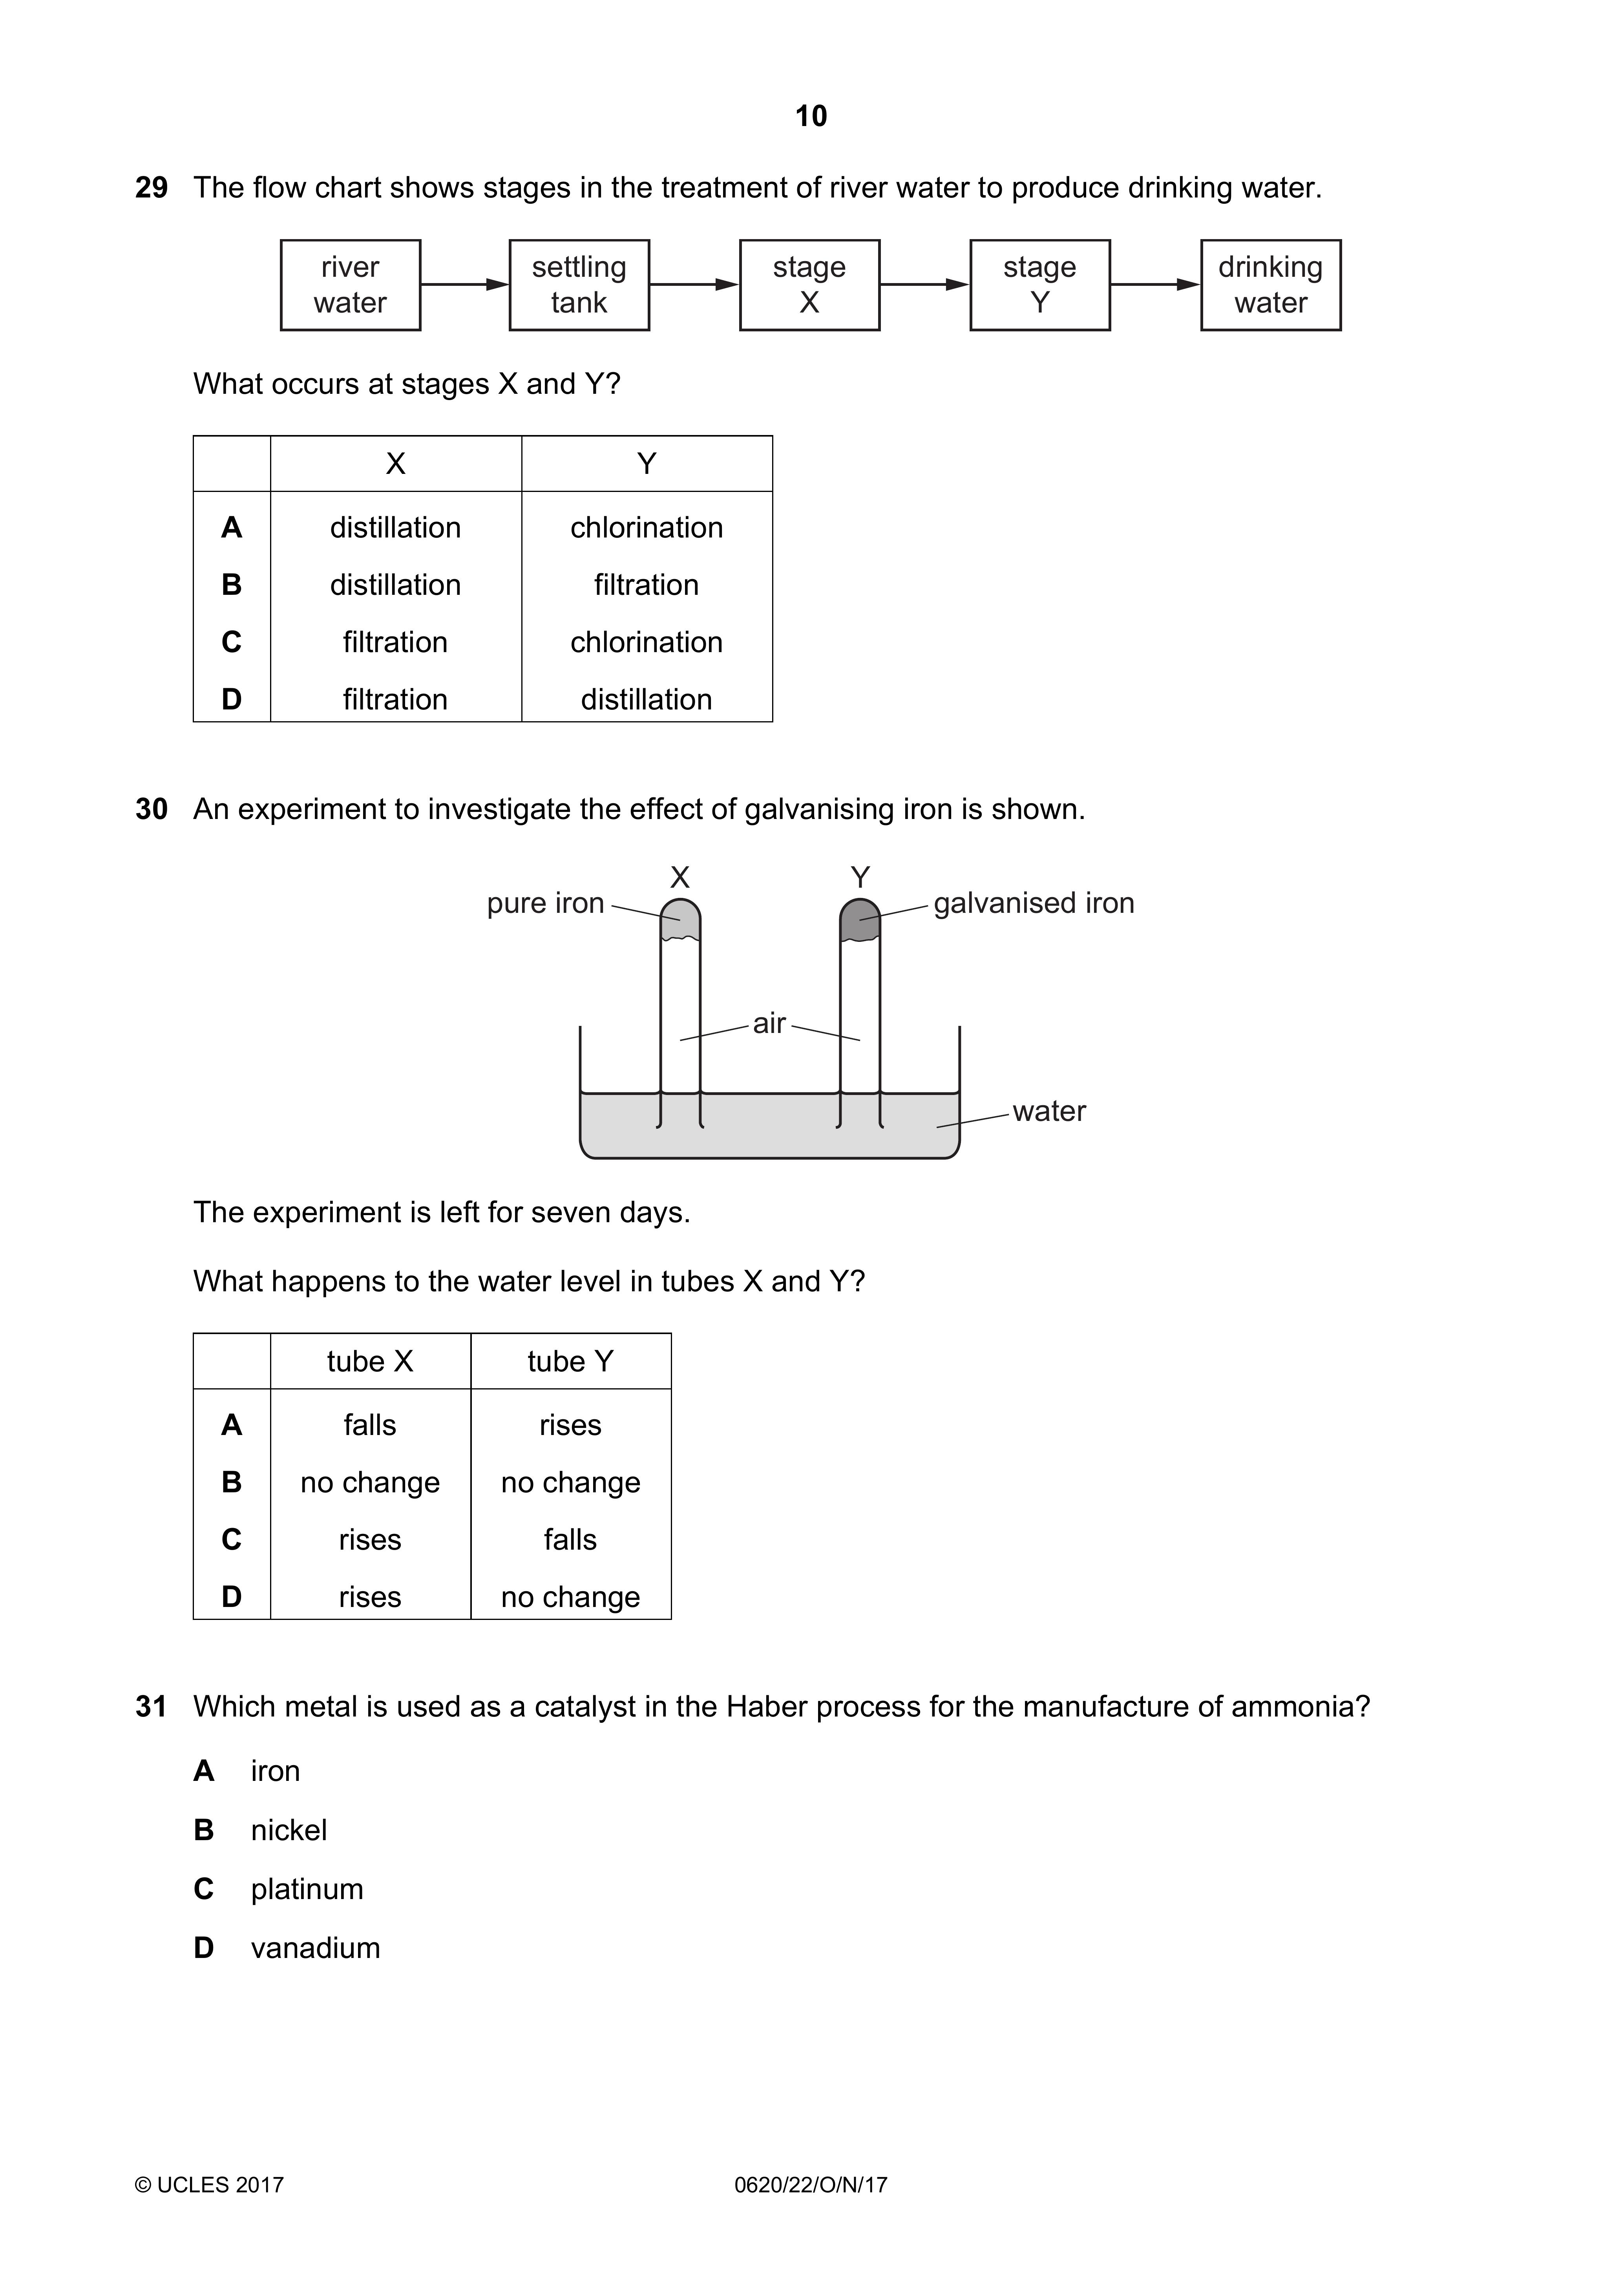 10
29 The flow chart shows stages in the treatment of river water to produce drinking water.
river water
settling tank
stage X
stage Y
drinking water
What occurs at stages X and Y?
X Y
A distillation chlorination
B distillation filtration
C filtration chlorination
D filtration distillation
30 An experiment to investigate the effect of galvanising iron is shown.
X Y
pure iron galvanised iron
air
water
The experiment is left for seven days.
What happens to the water level in tubes X and Y?
tube X tube Y
A falls rises
B no change no change
C rises falls
D rises no change
31 Which metal is used as a catalyst in the Haber process for the manufacture of ammonia?
A iron
B nickel
C platinum
D vanadium
© UCLES 2017 0620/22/O/N/17